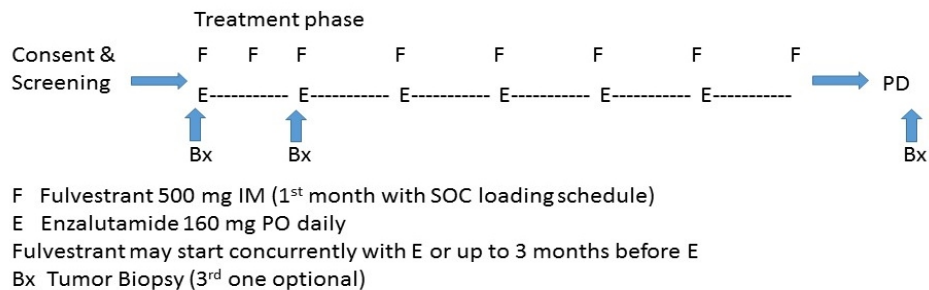 Treatment phase
Consent & Screening
F F F F F F F F
E----------- E----------- E----------- E----------- E----------- E-----------
PD
Bx Bx Bx
F Fulvestrant 500 mg IM (1st month with SOC loading schedule)
E Enzalutamide 160 mg PO daily
Fulvestrant may start concurrently with E or up to 3 months before E
Bx Tumor Biopsy (3rd one optional)